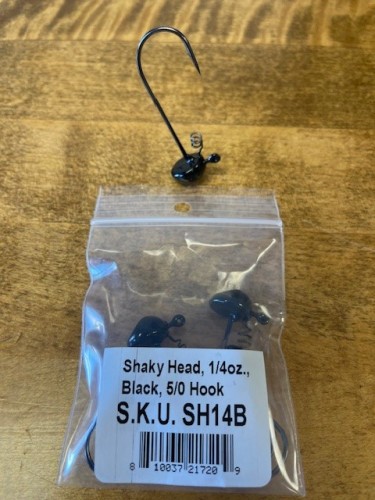 Shaky Head, 1/4oz.,
Black, 5/0 Hook
S.K.U. SH14B
8 10037 21720 9